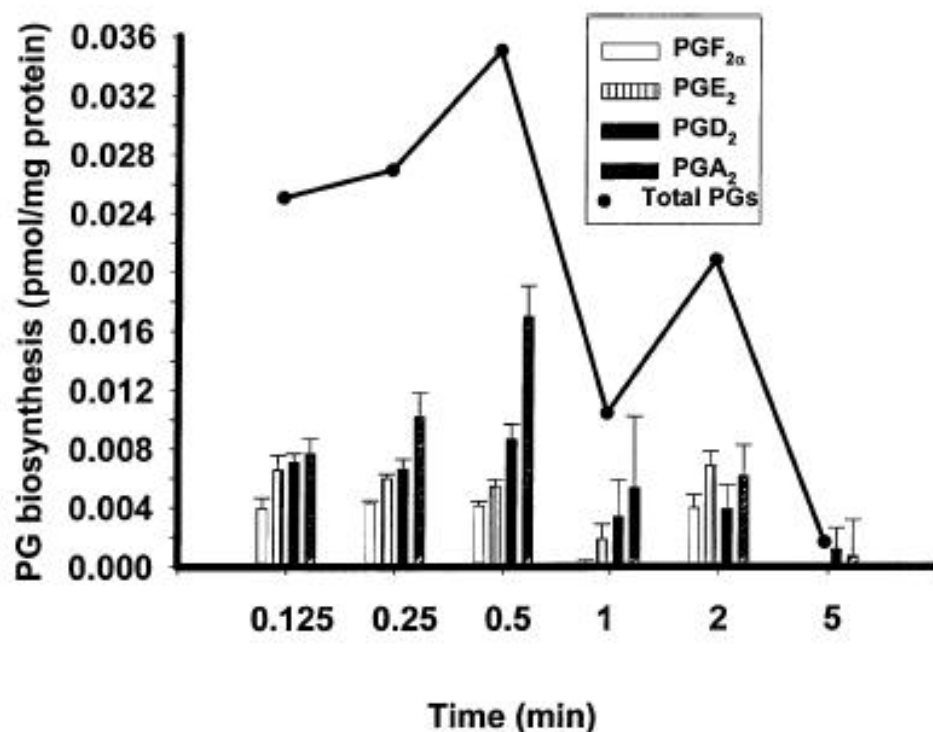 PG biosynthesis (pmol/mg protein)
0.036
0.032
0.028
0.024
0.020
0.016
0.012
0.008
0.004
0.000
PGF2α
PGE2
PGD2
PGA2
Total PGs
0.125 0.25 0.5 1 2 5
Time (min)